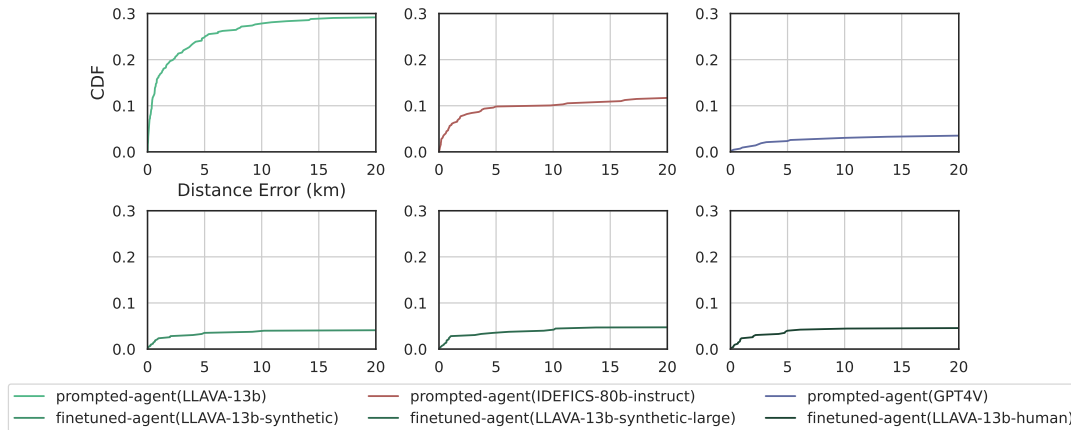 0.3
0.2
0.1
0.0
CDF
0 5 10 15 20
Distance Error (km)
0.3
0.2
0.1
0.0
0 5 10 15 20
0.3
0.2
0.1
0.0
0 5 10 15 20
0.3
0.2
0.1
0.0
0 5 10 15 20
0.3
0.2
0.1
0.0
0 5 10 15 20
0.3
0.2
0.1
0.0
0 5 10 15 20
prompted-agent(LLAVA-13b) prompted-agent(IDEFICS-80b-instruct) prompted-agent(GPT4V)
finetuned-agent(LLAVA-13b-synthetic) finetuned-agent(LLAVA-13b-synthetic-large) finetuned-agent(LLAVA-13b-human)